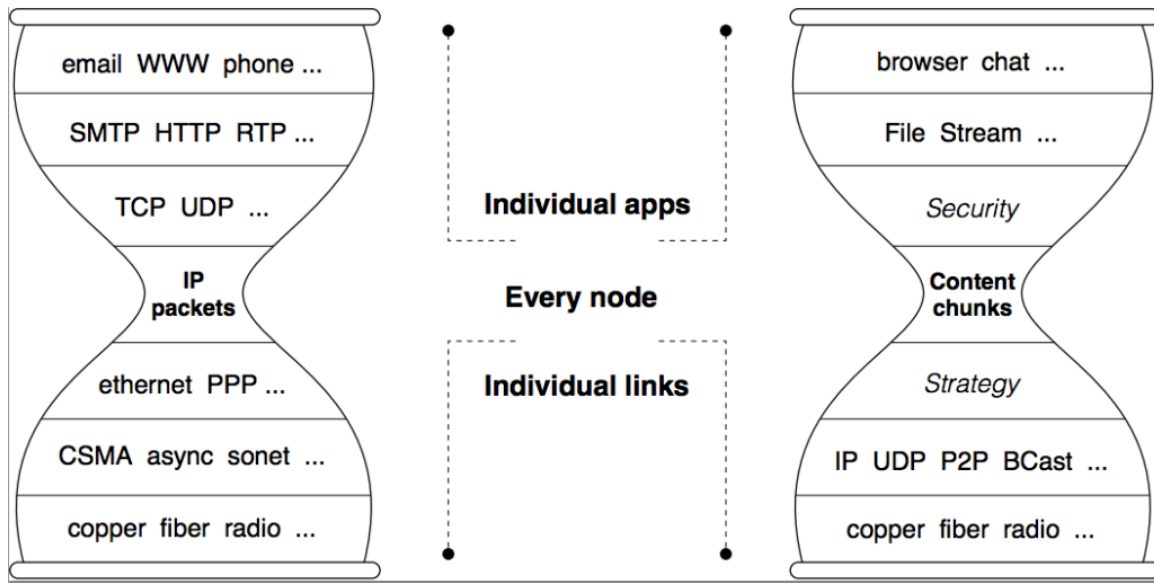 email WWW phone ...
SMTP HTTP RTP ...
TCP UDP ...
IP
packets
ethernet PPP ...
CSMA async sonet ...
copper fiber radio ...
Individual apps
Every node
Individual links
browser chat ...
File Stream ...
Security
Content
chunks
Strategy
IP UDP P2P BCast ...
copper fiber radio ...